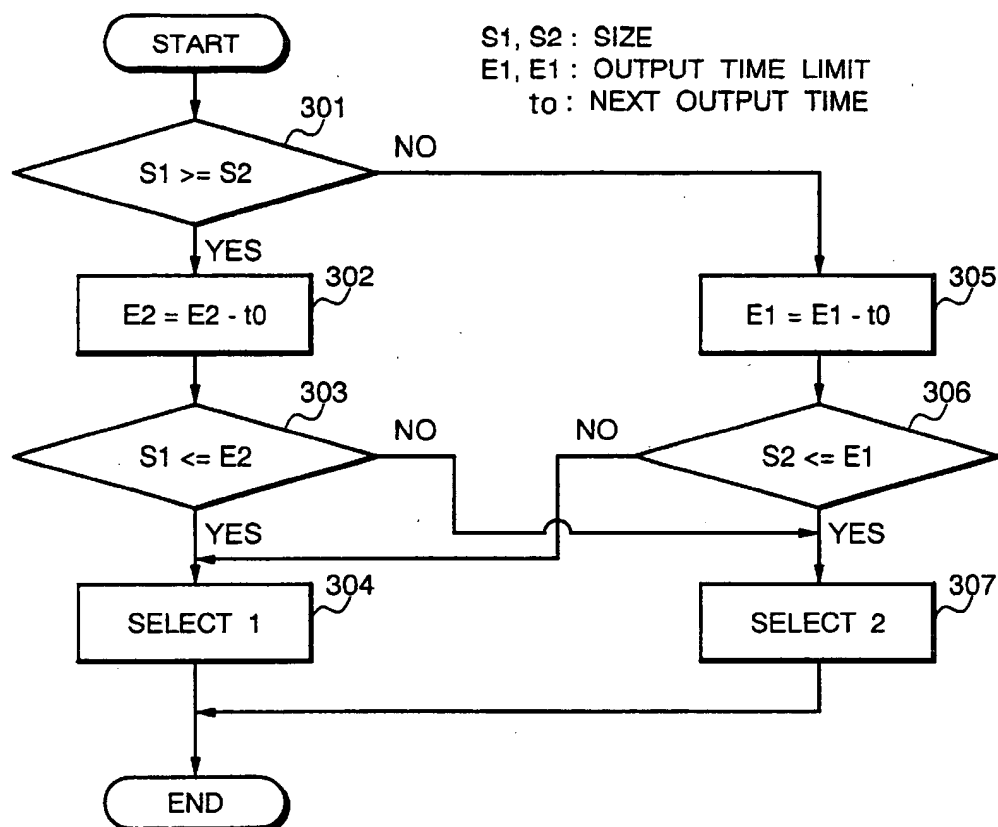 START
S1, S2 : SIZE
E1, E1 : OUTPUT TIME LIMIT
to : NEXT OUTPUT TIME
301
S1 >= S2
NO
YES
302
E2 = E2 - t0
305
E1 = E1 - t0
303
S1 <= E2
NO
YES
306
S2 <= E1
NO
YES
304
SELECT 1
307
SELECT 2
END